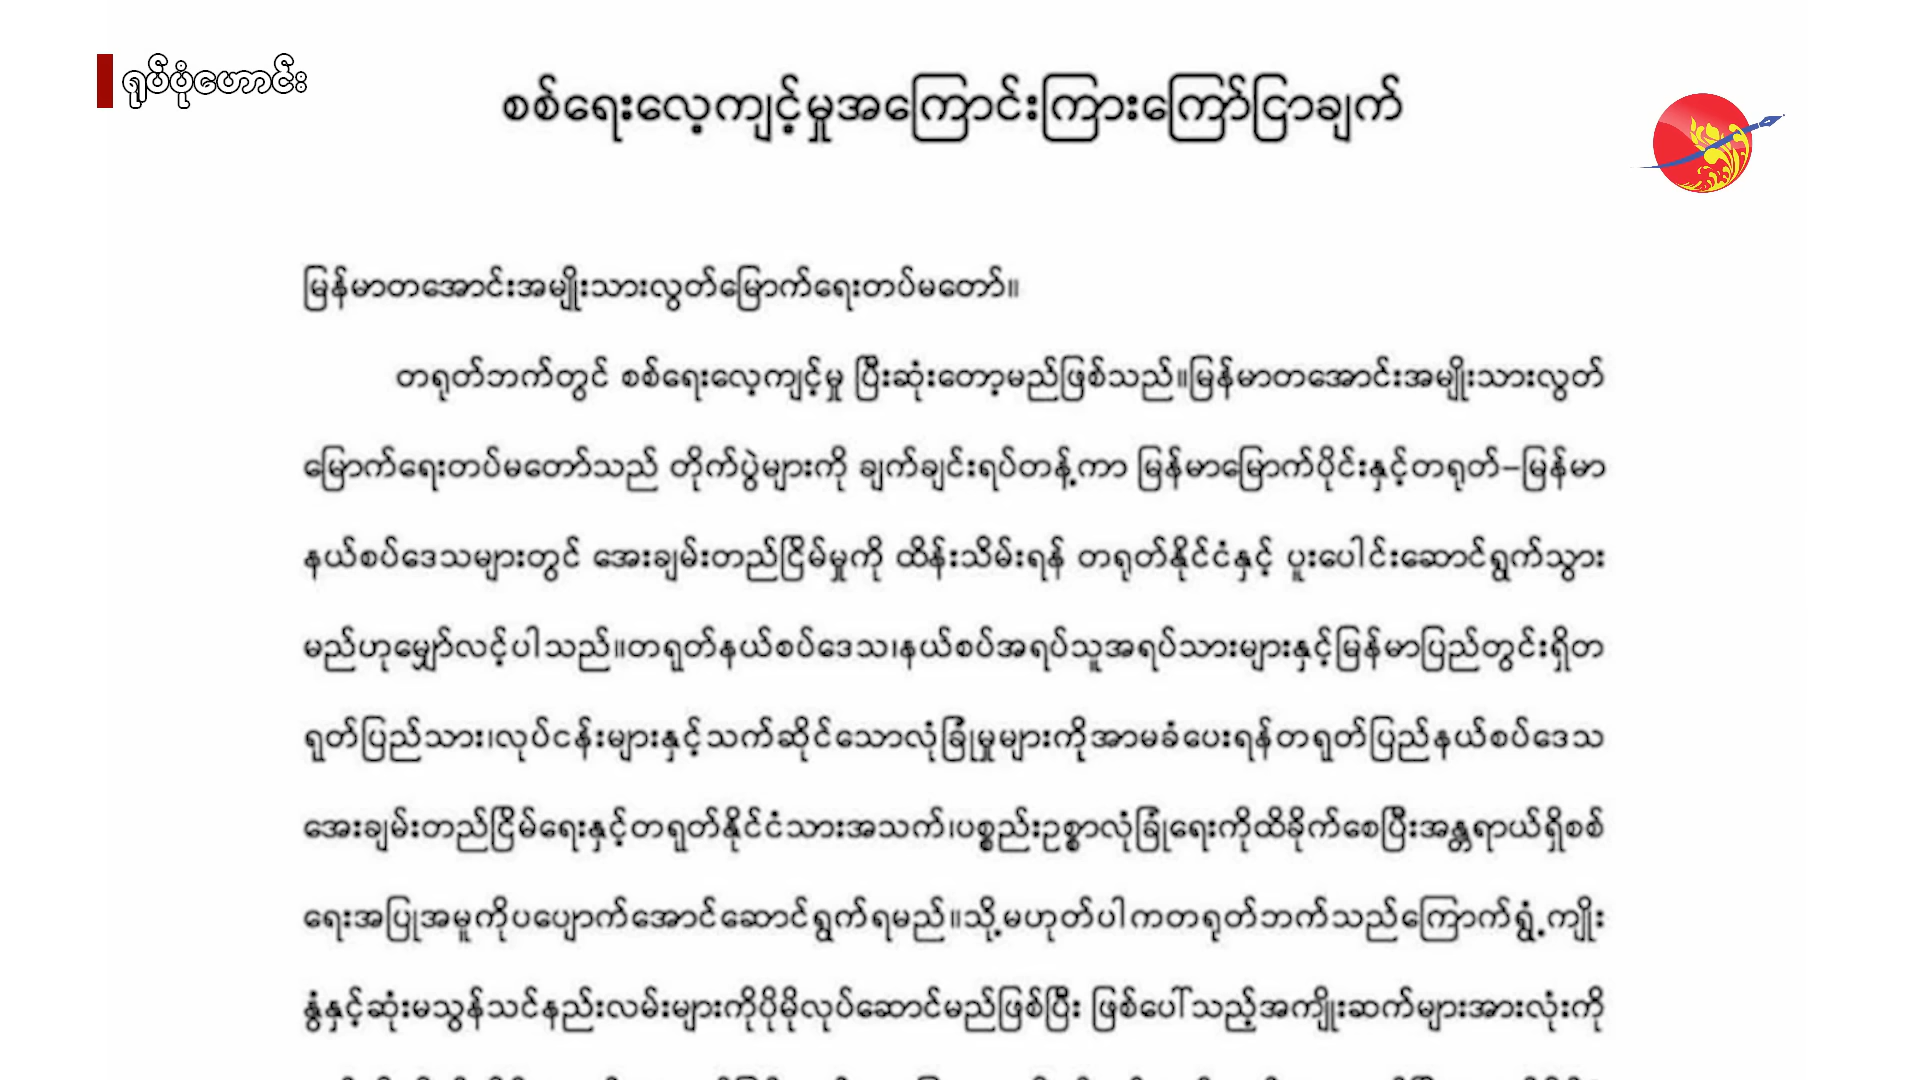 ရုပ်ပုံဟောင်း
စစ်ရေးလေ့ကျင့်မှုအကြောင်းကြားကြော်ငြာချက်
မြန်မာတအောင်းအမျိုးသားလွတ်မြောက်ရေးတပ်မတော်။
တရုတ်ဘက်တွင် စစ်ရေးလေ့ကျင့်မှု ပြီးဆုံးတော့မည်ဖြစ်သည်။မြန်မာတအောင်းအမျိုးသားလွတ်
မြောက်ရေးတပ်မတော်သည် တိုက်ပွဲများကို ချက်ချင်းရပ်တန့်ကာ မြန်မာမြောက်ပိုင်းနှင့်တရုတ်–မြန်မာ
နယ်စပ်ဒေသများတွင် အေးချမ်းတည်ငြိမ်မှုကို ထိန်းသိမ်းရန် တရုတ်နိုင်ငံနှင့် ပူးပေါင်းဆောင်ရွက်သွား
မည်ဟုမျှော်လင့်ပါသည်။တရုတ်နယ်စပ်ဒေသ၊နယ်စပ်အရပ်သူအရပ်သားများနှင့်မြန်မာပြည်တွင်းရှိတ
ရုတ်ပြည်သား၊လုပ်ငန်းများနှင့်သက်ဆိုင်သောလုံခြုံမှုများကိုအာမခံပေးရန်တရုတ်ပြည်နယ်စပ်ဒေသ
အေးချမ်းတည်ငြိမ်ရေးနှင့်တရုတ်နိုင်ငံသားအသက်၊ပစ္စည်းဥစ္စာလုံခြုံရေးကိုထိခိုက်စေပြီးအန္တရာယ်ရှိစစ်
ရေးအပြုအမူကိုပပျောက်အောင်ဆောင်ရွက်ရမည်။သို့မဟုတ်ပါကတရုတ်ဘက်သည်ကြောက်ရွံ့ကျိုး
နွံနှင့်ဆုံးမသွန်သင်နည်းလမ်းများကိုပိုမိုလုပ်ဆောင်မည်ဖြစ်ပြီး ဖြစ်ပေါ်သည့်အကျိုးဆက်များအားလုံးကို